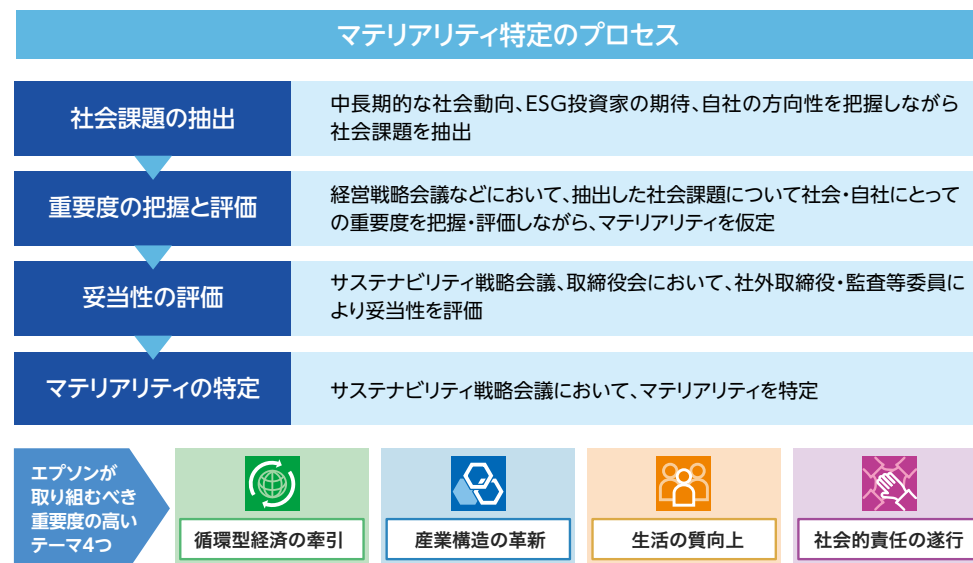 マテリアリティ特定のプロセス
社会課題の抽出
中長期的な社会動向、ESG投資家の期待、自社の方向性を把握しながら
社会課題を抽出
重要度の把握と評価
経営戦略会議などにおいて、抽出した社会課題について社会・自社にとって
の重要度を把握・評価しながら、マテリアリティを仮定
妥当性の評価
サステナビリティ戦略会議、取締役会において、社外取締役・監査等委員に
より妥当性を評価
マテリアリティの特定
サステナビリティ戦略会議において、マテリアリティを特定
エプソンが
取り組むべき
重要度の高い
テーマ4つ
循環型経済の牽引
産業構造の革新
生活の質向上
社会的責任の遂行